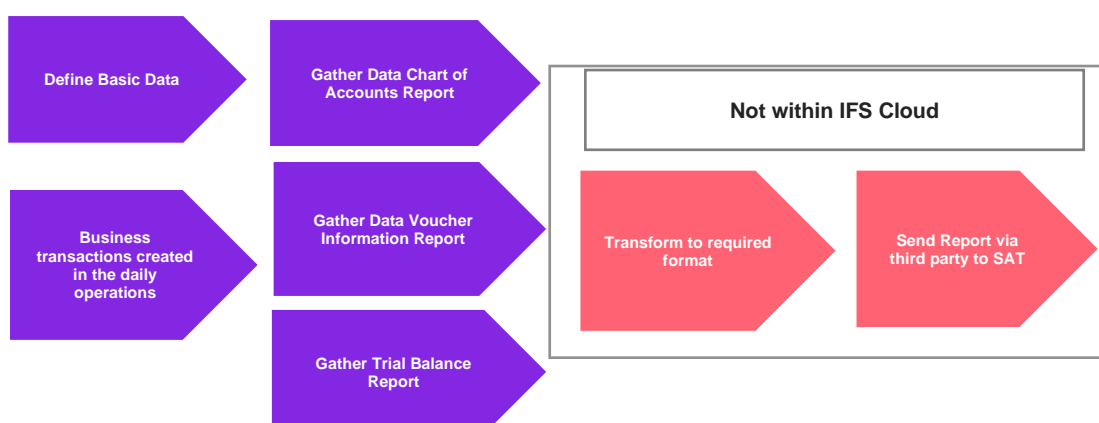 Define Basic Data
Business
transactions created
in the daily
operations
Gather Data Chart of
Accounts Report
Gather Data Voucher
Information Report
Gather Trial Balance
Report
Not within IFS Cloud
Transform to required
format
Send Report via
third party to SAT